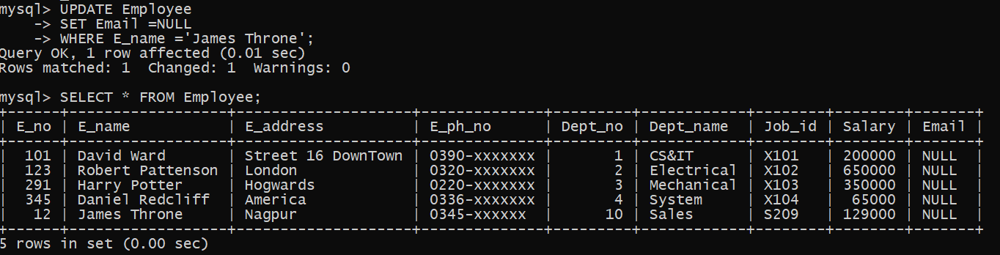 mysql> UPDATE Employee
    -> SET Email =NULL
    -> WHERE E_name ='James Throne';
Query OK, 1 row affected (0.01 sec)
Rows matched: 1  Changed: 1  Warnings: 0

mysql> SELECT * FROM Employee;
+------+------------------+---------------------+--------------+---------+------------+--------+--------+-------+
| E_no | E_name           | E_address           | E_ph_no      | Dept_no | Dept_name  | Job_id | Salary | Email |
+------+------------------+---------------------+--------------+---------+------------+--------+--------+-------+
|  101 | David Ward       | Street 16 DownTown | 0390-xxxxxxx |       1 | CS&IT      | X101   | 200000 | NULL  |
|  123 | Robert Pattenson | London             | 0320-xxxxxxx |       2 | Electrical | X102   | 650000 | NULL  |
|  291 | Harry Potter     | Hogwards           | 0220-xxxxxxx |       3 | Mechanical | X103   | 350000 | NULL  |
|  345 | Daniel Redcliff  | America            | 0336-xxxxxxx |       4 | System     | X104   |  65000 | NULL  |
|   12 | James Throne     | Nagpur             | 0345-xxxxxx  |      10 | Sales      | S209   | 129000 | NULL  |
+------+------------------+---------------------+--------------+---------+------------+--------+--------+-------+
5 rows in set (0.00 sec)